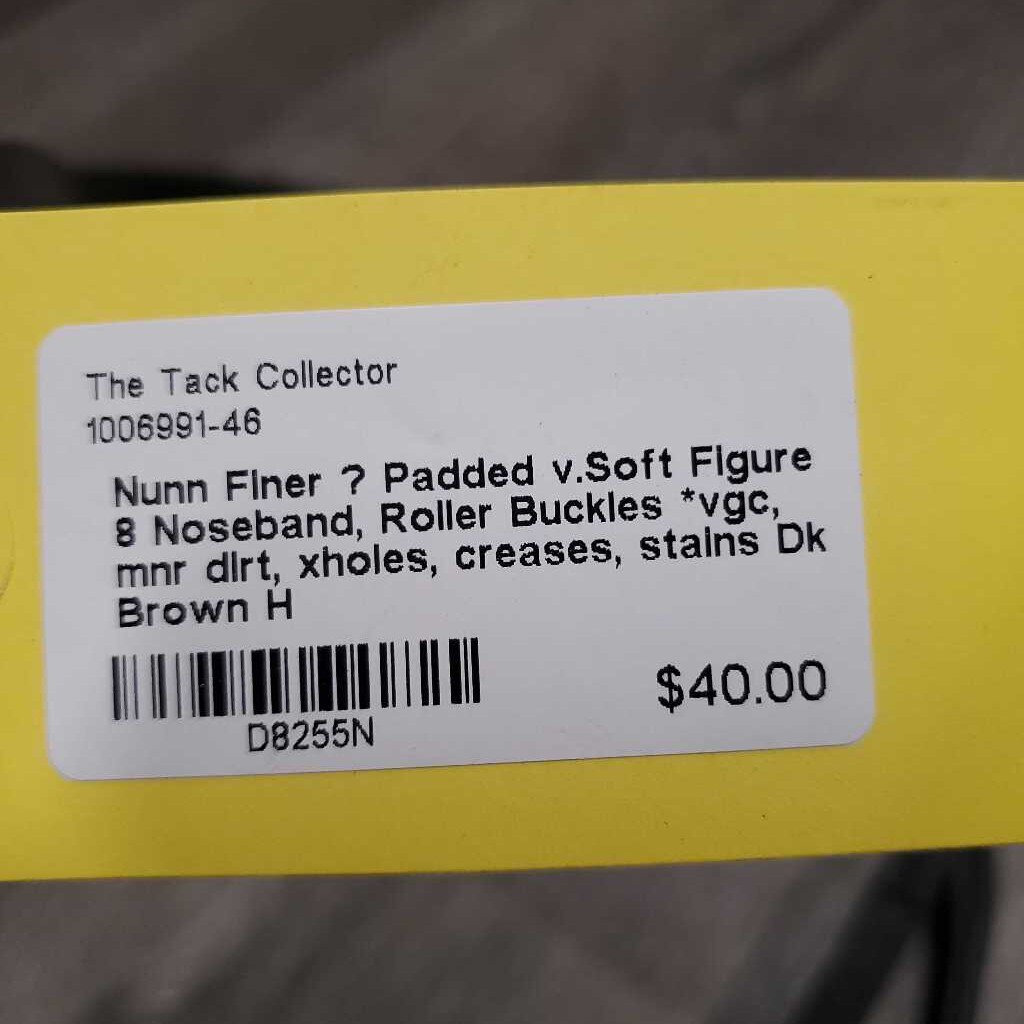 The Tack Collector
1006991-46
Nunn Finer ? Padded v.Soft Figure
8 Noseband, Roller Buckles *vgc,
mnr dirt, xholes, creases, stains Dk
Brown H
D8255N
$40.00